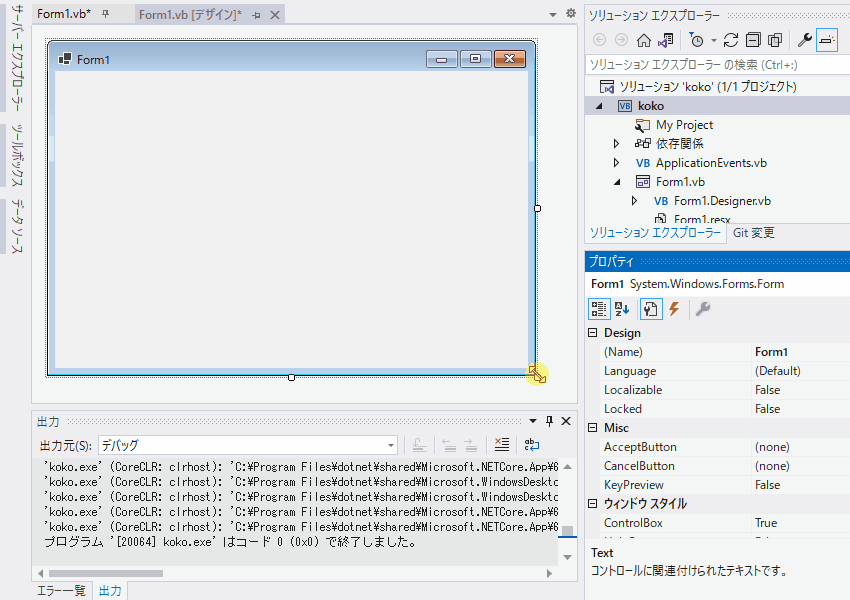 サーバー エクスプローラー
ツールボックス
データ ソース
Form1.vb*
Form1.vb [デザイン]*
Form1
出力
出力元(S): デバッグ
'koko.exe' (CoreCLR: clrhost): 'C:¥Program Files¥dotnet¥shared¥Microsoft.NETCore.App¥6
'koko.exe' (CoreCLR: clrhost): 'C:¥Program Files¥dotnet¥shared¥Microsoft.WindowsDeskto
'koko.exe' (CoreCLR: clrhost): 'C:¥Program Files¥dotnet¥shared¥Microsoft.WindowsDeskto
'koko.exe' (CoreCLR: clrhost): 'C:¥Program Files¥dotnet¥shared¥Microsoft.NETCore.App¥6
'koko.exe' (CoreCLR: clrhost): 'C:¥Program Files¥dotnet¥shared¥Microsoft.NETCore.App¥6
プログラム '[20064] koko.exe' はコード 0 (0x0) で終了しました。
エラー一覧 出力
ソリューション エクスプローラー
ソリューション エクスプローラー の検索 (Ctrl+:)
ソリューション 'koko' (1/1 プロジェクト)
VB koko
My Project
依存関係
VB ApplicationEvents.vb
Form1.vb
VB Form1.Designer.vb
Form1.resx
ソリューション エクスプローラー Git 変更
プロパティ
Form1 System.Windows.Forms.Form
Design
(Name) Form1
Language (Default)
Localizable False
Locked False
Misc
AcceptButton (none)
CancelButton (none)
KeyPreview False
ウィンドウ スタイル
ControlBox True
Text
コントロールに関連付けられたテキストです。